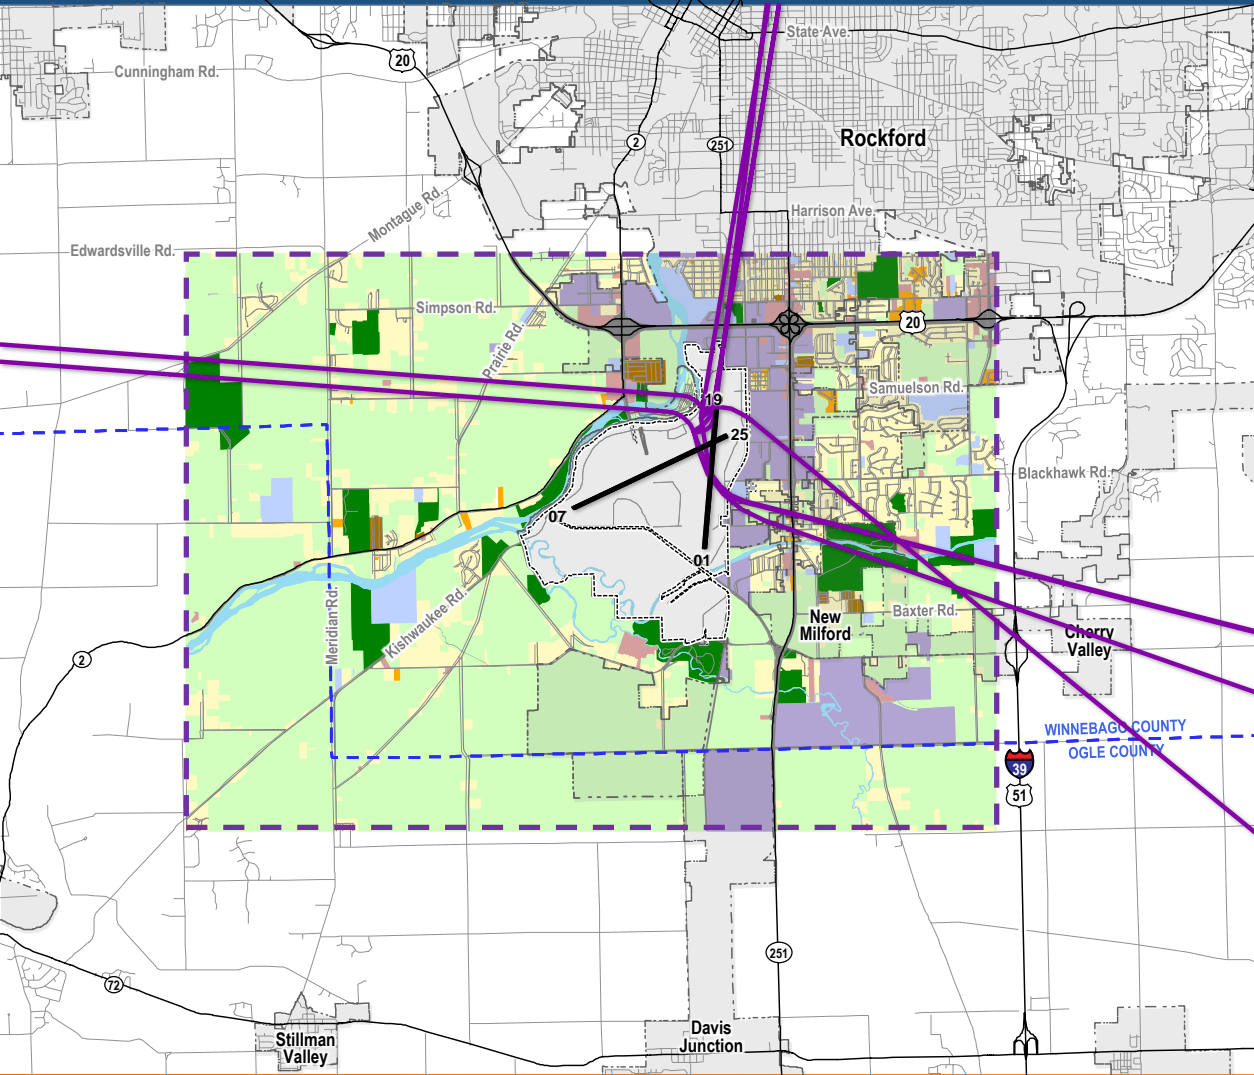 State Ave.
20
Cunningham Rd.
2
251
Rockford
Montague Rd.
Harrison Ave.
Edwardsville Rd.
Simpson Rd.
20
Prairie Rd.
Samuelson Rd.
19
25
Blackhawk Rd.
07
01
Meridian Rd.
Kishwaukee Rd.
Baxter Rd.
New
Milford
Cherry
Valley
2
WINNEBAGO COUNTY
OGLE COUNTY
39
51
251
72
Stillman
Valley
Davis
Junction